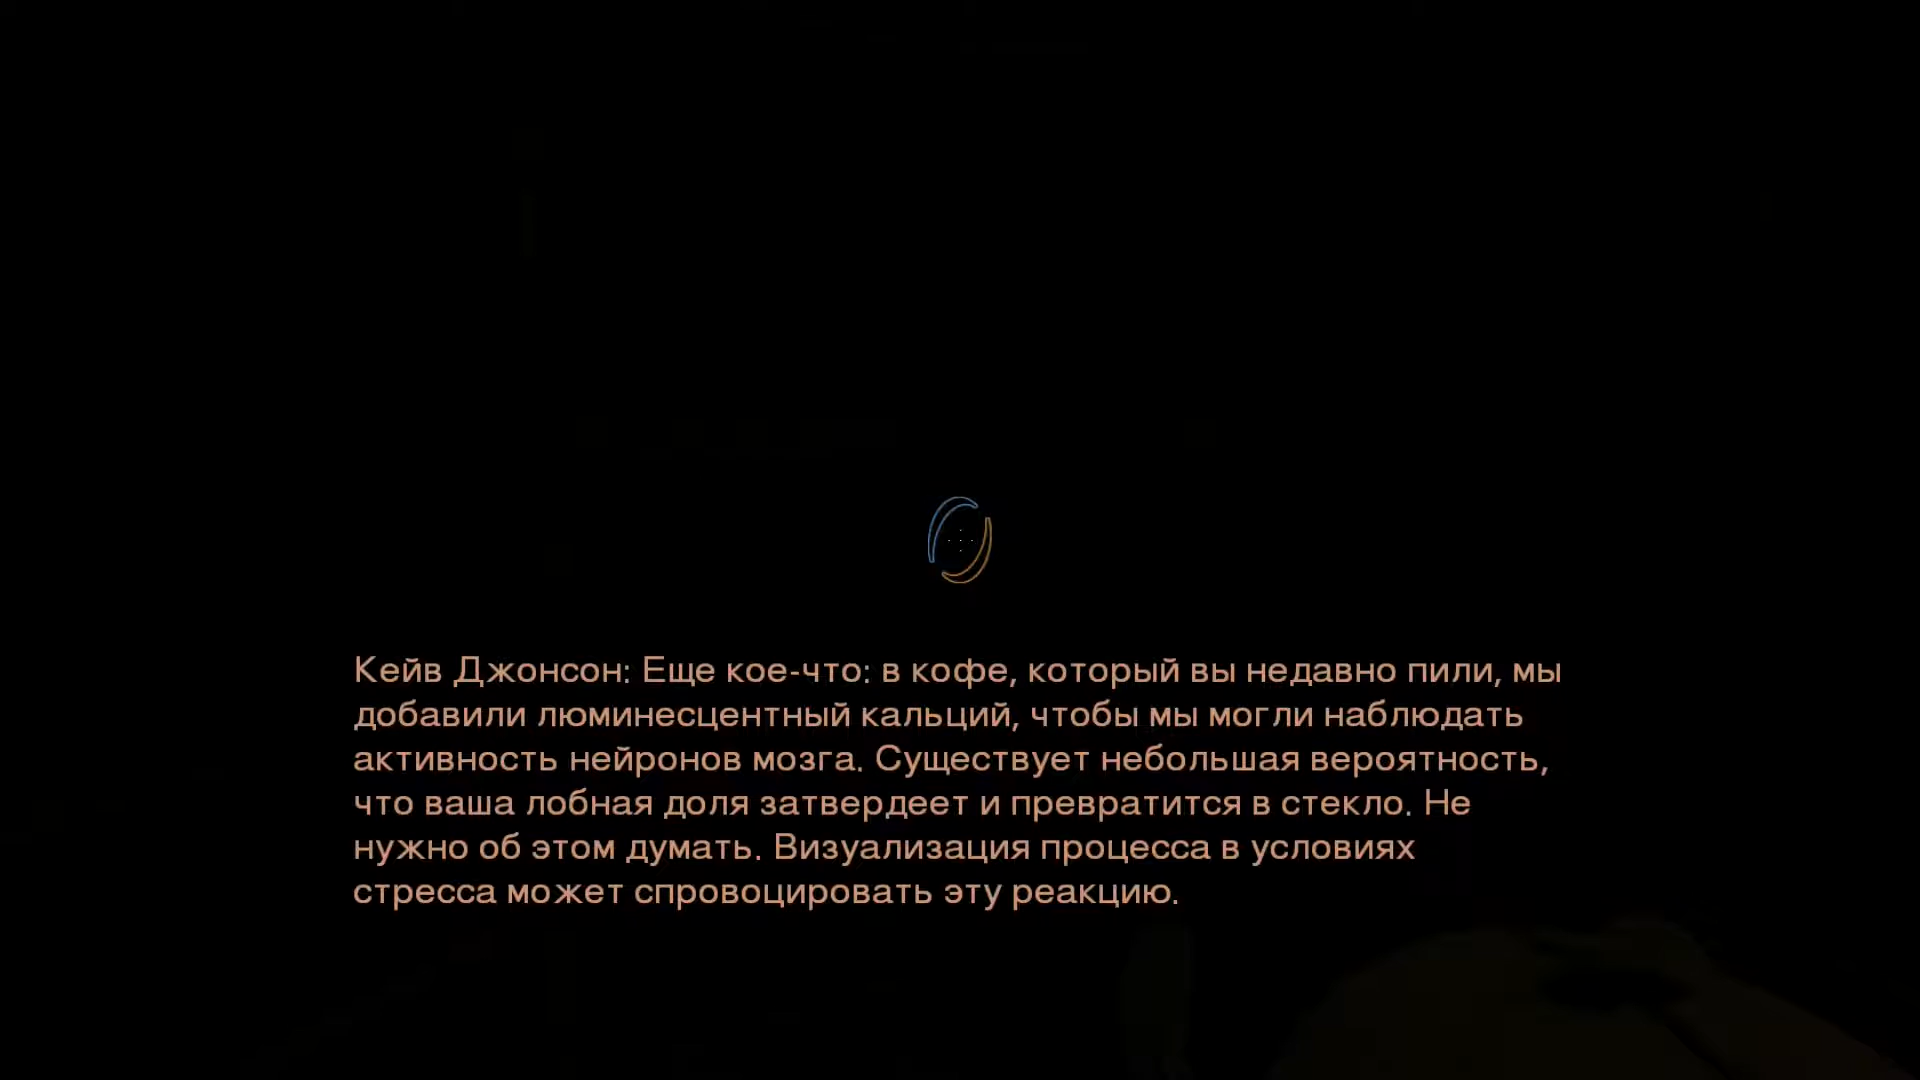 Кейв Джонсон: Еще кое-что: в кофе, который вы недавно пили, мы
добавили люминесцентный кальций, чтобы мы могли наблюдать
активность нейронов мозга. Существует небольшая вероятность,
что ваша лобная доля затвердеет и превратится в стекло. Не
нужно об этом думать. Визуализация процесса в условиях
стресса может спровоцировать эту реакцию.